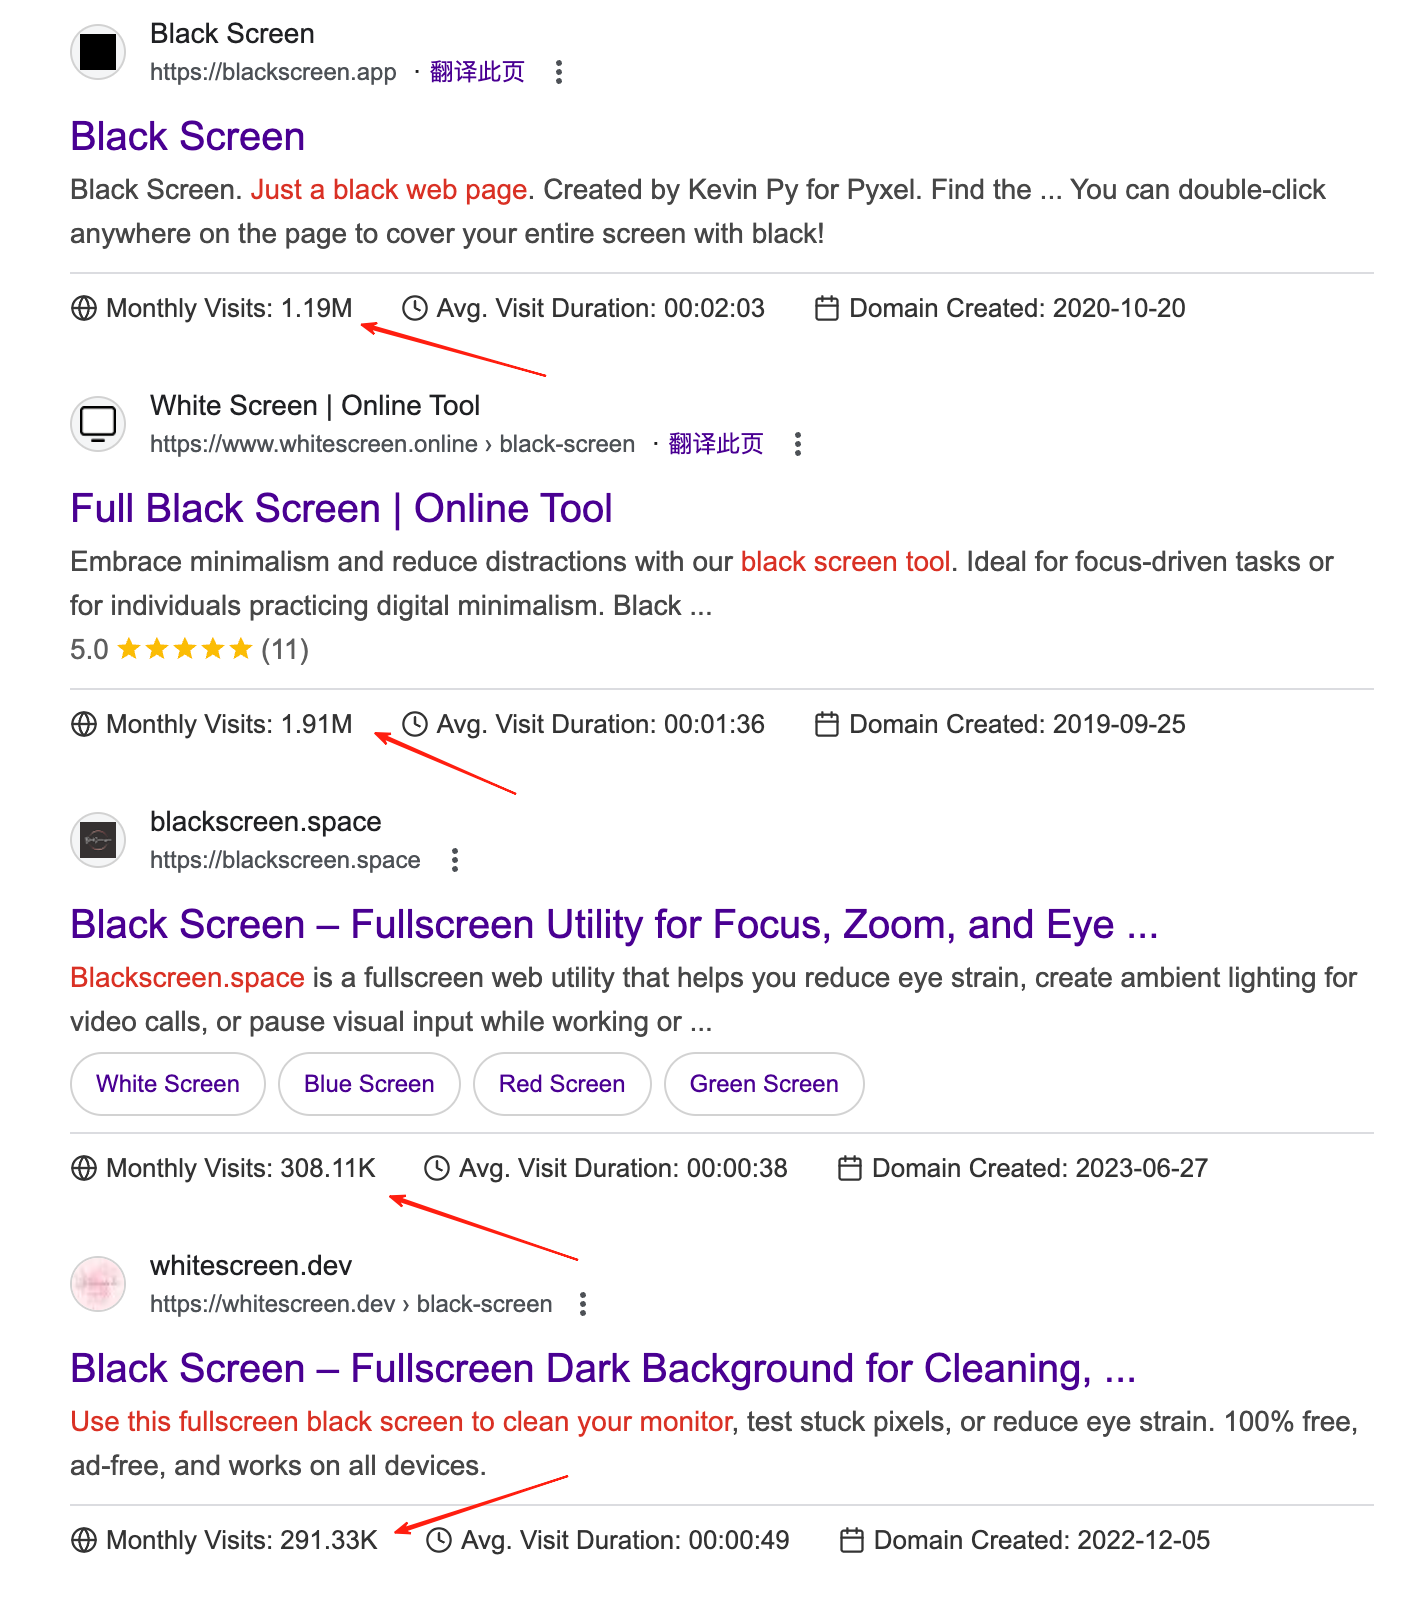 Black Screen
https://blackscreen.app · 翻译此页
Black Screen
Black Screen. Just a black web page. Created by Kevin Py for Pyxel. Find the ... You can double-click
anywhere on the page to cover your entire screen with black!
Monthly Visits: 1.19M Avg. Visit Duration: 00:02:03 Domain Created: 2020-10-20
White Screen | Online Tool
https://www.whitescreen.online › black-screen · 翻译此页
Full Black Screen | Online Tool
Embrace minimalism and reduce distractions with our black screen tool. Ideal for focus-driven tasks or
for individuals practicing digital minimalism. Black ...
5.0 ★★★★★ (11)
Monthly Visits: 1.91M Avg. Visit Duration: 00:01:36 Domain Created: 2019-09-25
blackscreen.space
https://blackscreen.space
Black Screen – Fullscreen Utility for Focus, Zoom, and Eye ...
Blackscreen.space is a fullscreen web utility that helps you reduce eye strain, create ambient lighting for
video calls, or pause visual input while working or ...
White Screen Blue Screen Red Screen Green Screen
Monthly Visits: 308.11K Avg. Visit Duration: 00:00:38 Domain Created: 2023-06-27
whitescreen.dev
https://whitescreen.dev › black-screen
Black Screen – Fullscreen Dark Background for Cleaning, ...
Use this fullscreen black screen to clean your monitor, test stuck pixels, or reduce eye strain. 100% free,
ad-free, and works on all devices.
Monthly Visits: 291.33K Avg. Visit Duration: 00:00:49 Domain Created: 2022-12-05